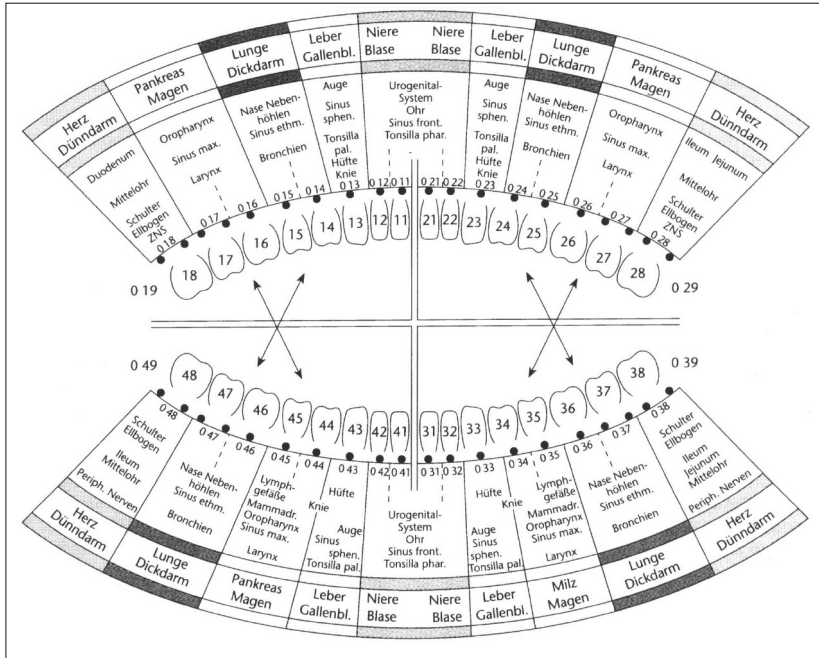 Herz
Dünndarm
Pankreas
Magen
Lunge
Dickdarm
Leber
Gallenbl.
Niere
Blase
Niere
Blase
Leber
Gallenbl.
Lunge
Dickdarm
Pankreas
Magen
Herz
Dünndarm
Duodenum
Mittelohr
Schulter
Ellbogen
ZNS
Oropharynx
Sinus max.
Larynx
Nase Neben-
höhlen
Sinus ethm.
Bronchien
Auge
Sinus
sphen.
Tonsilla
pal.
Hüfte
Knie
Urogenital-
System
Ohr
Sinus front.
Tonsilla phar.
Auge
Sinus
sphen.
Tonsilla
pal.
Hüfte
Knie
Nase Neben-
höhlen
Sinus ethm.
Bronchien
Oropharynx
Sinus max.
Larynx
Ileum Jejunum
Mittelohr
Schulter
Ellbogen
ZNS
0 18 0 17 0 16 0 15 0 14 0 13 0 12 0 11 0 21 0 22 0 23 0 24 0 25 0 26 0 27 0 28
18 17 16 15 14 13 12 11 21 22 23 24 25 26 27 28
0 19 0 29
0 49 0 39
48 47 46 45 44 43 42 41 31 32 33 34 35 36 37 38
0 48 0 47 0 46 0 45 0 44 0 43 0 42 0 41 0 31 0 32 0 33 0 34 0 35 0 36 0 37 0 38
Schulter
Ellbogen
Ileum
Mittelohr
Periph. Nerven
Nase Neben-
höhlen
Sinus ethm.
Bronchien
Lymph-
gefäße
Mammadr.
Oropharynx
Sinus max.
Larynx
Hüfte
Knie
Auge
Sinus
sphen.
Tonsilla pal.
Urogenital-
System
Ohr
Sinus front.
Tonsilla phar.
Hüfte
Knie
Auge
Sinus
sphen.
Tonsilla pal.
Lymph-
gefäße
Mammadr.
Oropharynx
Sinus max.
Larynx
Nase Neben-
höhlen
Sinus ethm.
Bronchien
Schulter
Ellbogen
Ileum
Jejunum
Mittelohr
Periph. Nerven
Herz
Dünndarm
Lunge
Dickdarm
Pankreas
Magen
Leber
Gallenbl.
Niere
Blase
Niere
Blase
Leber
Gallenbl.
Milz
Magen
Lunge
Dickdarm
Herz
Dünndarm